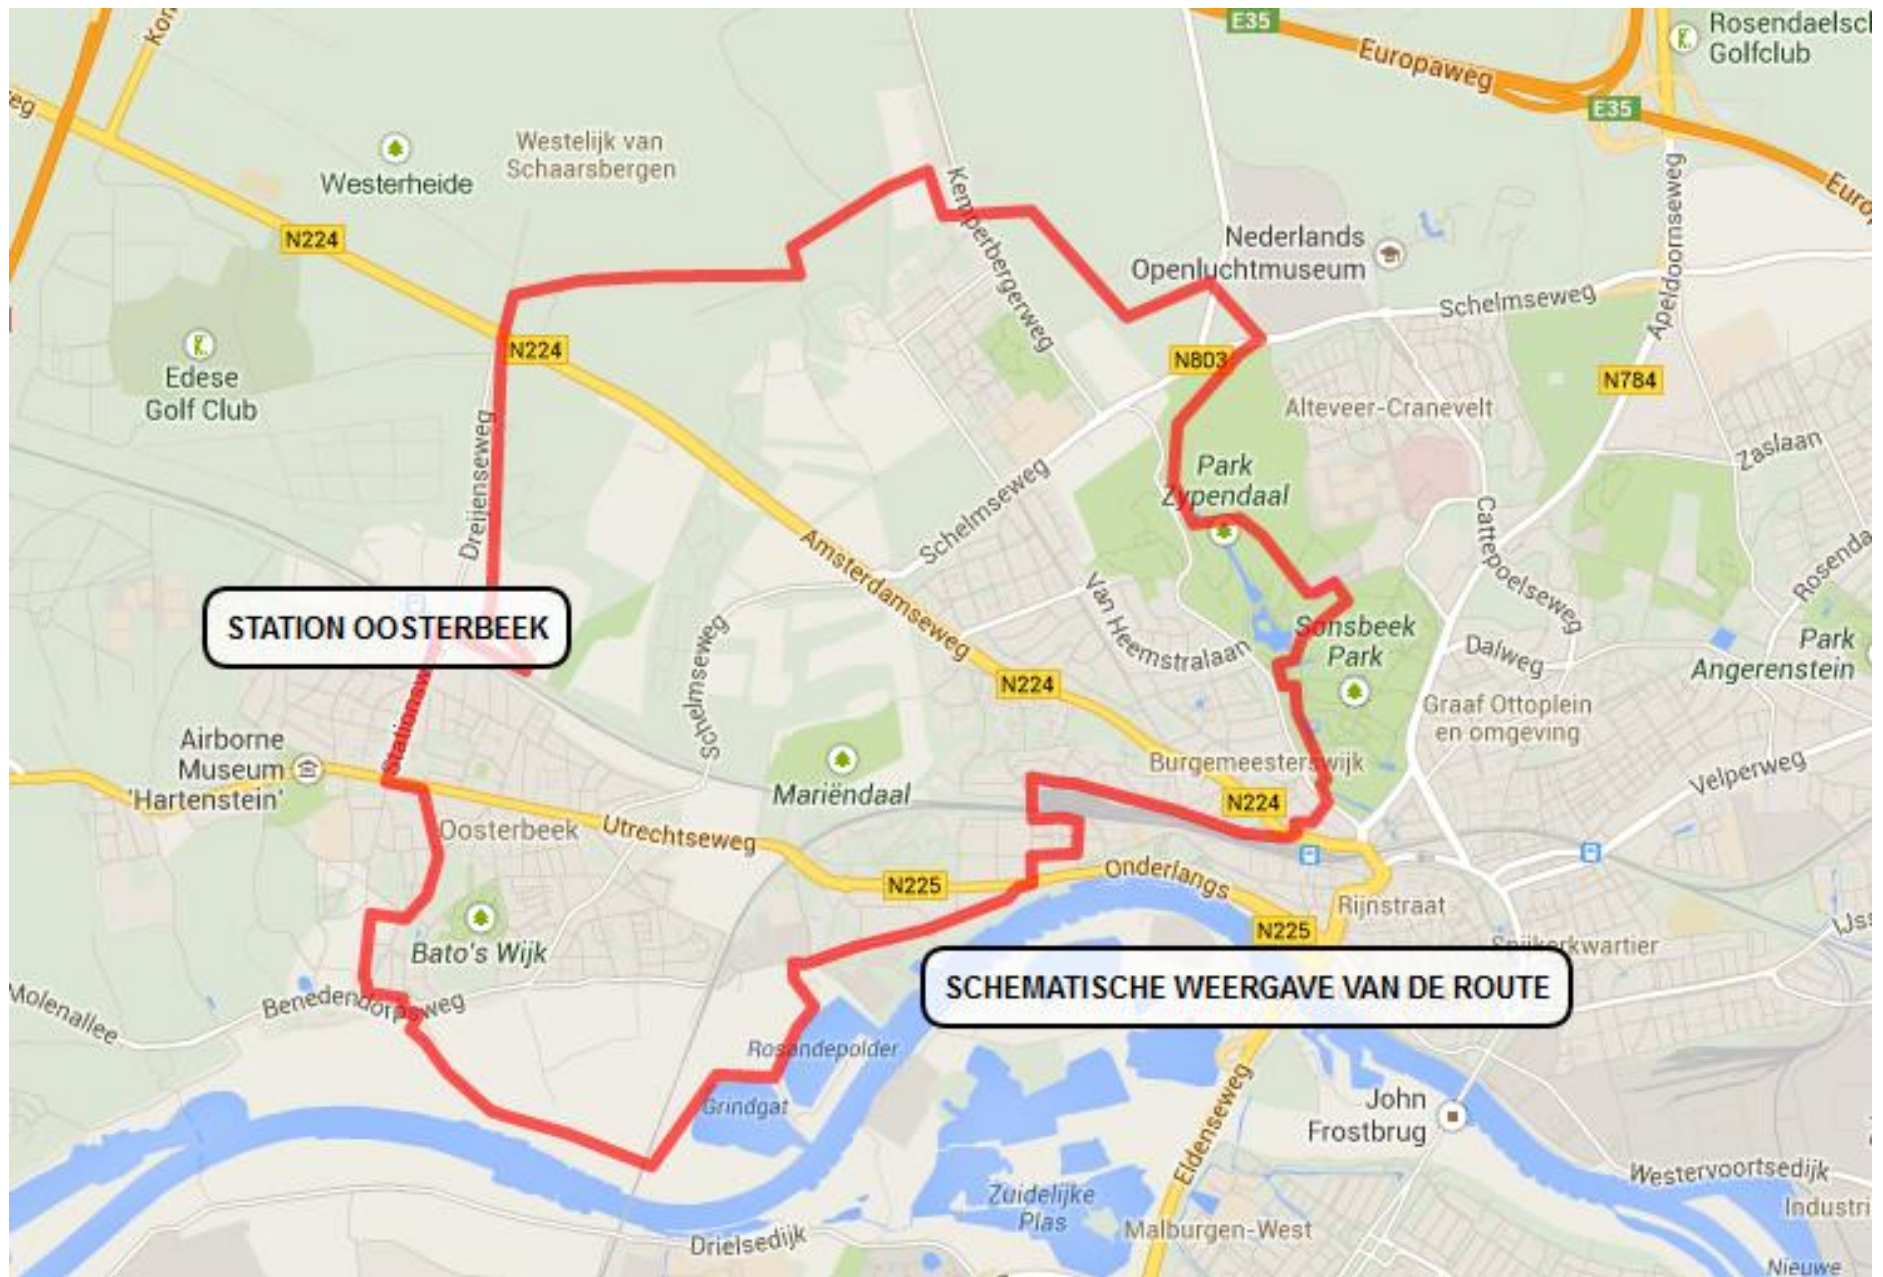 E35
Rosendaelsc
Golfclub
Europaweg
E35
Westelijk van
Schaarsbergen
Westerheide
Kemperbergerweg
Apeldoornseweg
N224
Nederlands
Openluchtmuseum
Schelmseweg
N224
N803
N784
Edese
Golf Club
Alteveer-Cranevelt
Dreijenseweg
Zaslaan
Park
Zypendaal
Schelmseweg
Cattepoelseweg
Amsterdamseweg
Van Heemstralaan
Rosenda
STATION OOSTERBEEK
Sonsbeek
Park
Dalweg
Park
Angerenstein
Schelmseweg
N224
Graaf Ottoplein
en omgeving
Airborne
Museum
'Hartenstein'
Mariëndaal
Burgemeesterswijk
Velperweg
N224
Oosterbeek
Utrechtseweg
N225
Onderlangs
Rijnstraat
N225
Bato's Wijk
Spijkerkwartier
SCHEMATISCHE WEERGAVE VAN DE ROUTE
Molenallee
Benedendorpsweg
Rosandepolder
Grindgat
Eldenseweg
John
Frostbrug
Westervoortsedijk
Zuidelijke
Plas
Malburgen-West
Industri
Drielsedijk
Nieuwe